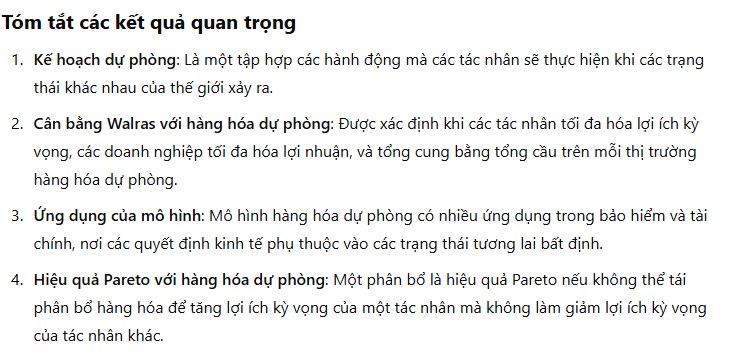 Tóm tắt các kết quả quan trọng
1. Kế hoạch dự phòng: Là một tập hợp các hành động mà các tác nhân sẽ thực hiện khi các trạng
thái khác nhau của thế giới xảy ra.
2. Cân bằng Walras với hàng hóa dự phòng: Được xác định khi các tác nhân tối đa hóa lợi ích kỳ
vọng, các doanh nghiệp tối đa hóa lợi nhuận, và tổng cung bằng tổng cầu trên mỗi thị trường
hàng hóa dự phòng.
3. Ứng dụng của mô hình: Mô hình hàng hóa dự phòng có nhiều ứng dụng trong bảo hiểm và tài
chính, nơi các quyết định kinh tế phụ thuộc vào các trạng thái tương lai bất định.
4. Hiệu quả Pareto với hàng hóa dự phòng: Một phân bổ là hiệu quả Pareto nếu không thể tái
phân bổ hàng hóa để tăng lợi ích kỳ vọng của một tác nhân mà không làm giảm lợi ích kỳ vọng
của tác nhân khác.